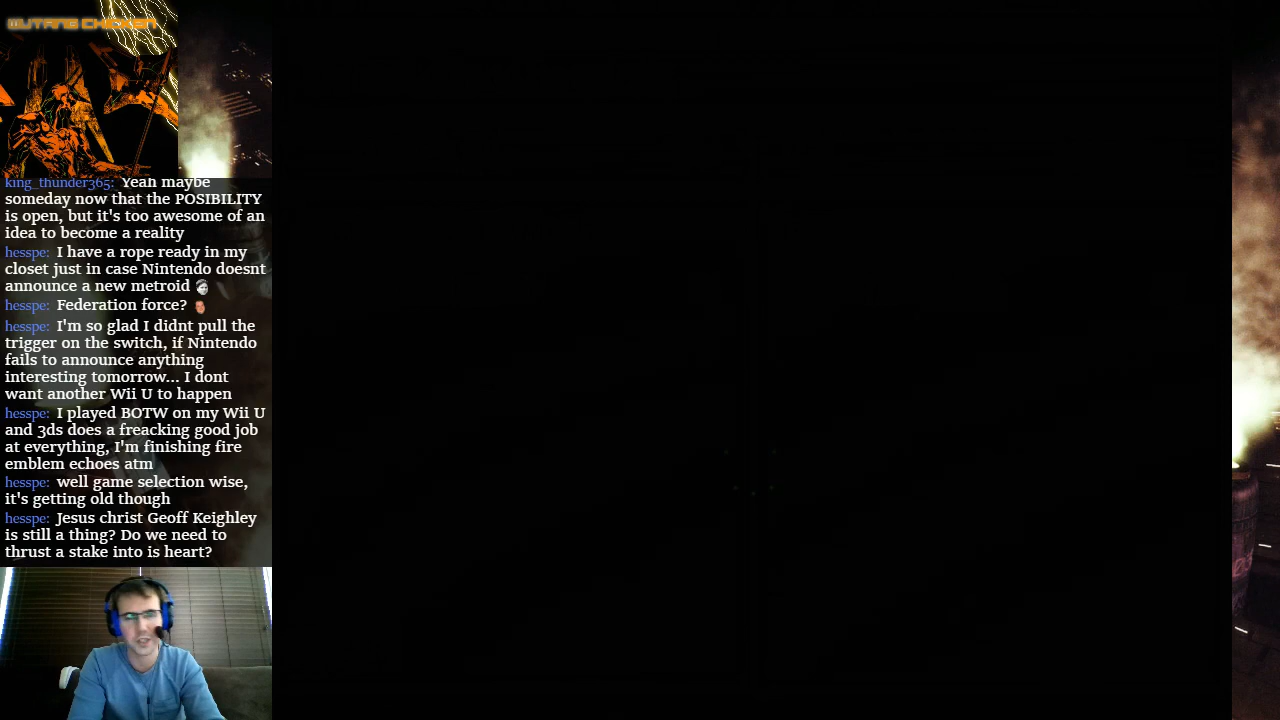 WUTANG CHICKEN
king_thunder365: Yeah maybe
someday now that the POSIBILITY
is open, but it's too awesome of an
idea to become a reality
hesspe: I have a rope ready in my
closet just in case Nintendo doesnt
announce a new metroid
hesspe: Federation force?
hesspe: I'm so glad I didnt pull the
trigger on the switch, if Nintendo
fails to announce anything
interesting tomorrow... I dont
want another Wii U to happen
hesspe: I played BOTW on my Wii U
and 3ds does a freacking good job
at everything, I'm finishing fire
emblem echoes atm
hesspe: well game selection wise,
it's getting old though
hesspe: Jesus christ Geoff Keighley
is still a thing? Do we need to
thrust a stake into is heart?